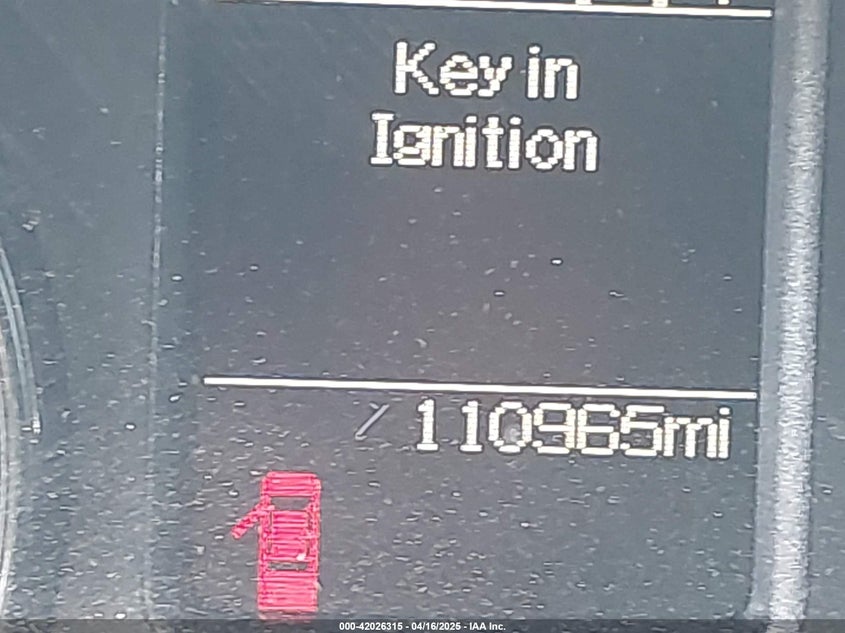 Key in
Ignition
110965mi
000-42026315 - 04/16/2025 - IAA Inc.